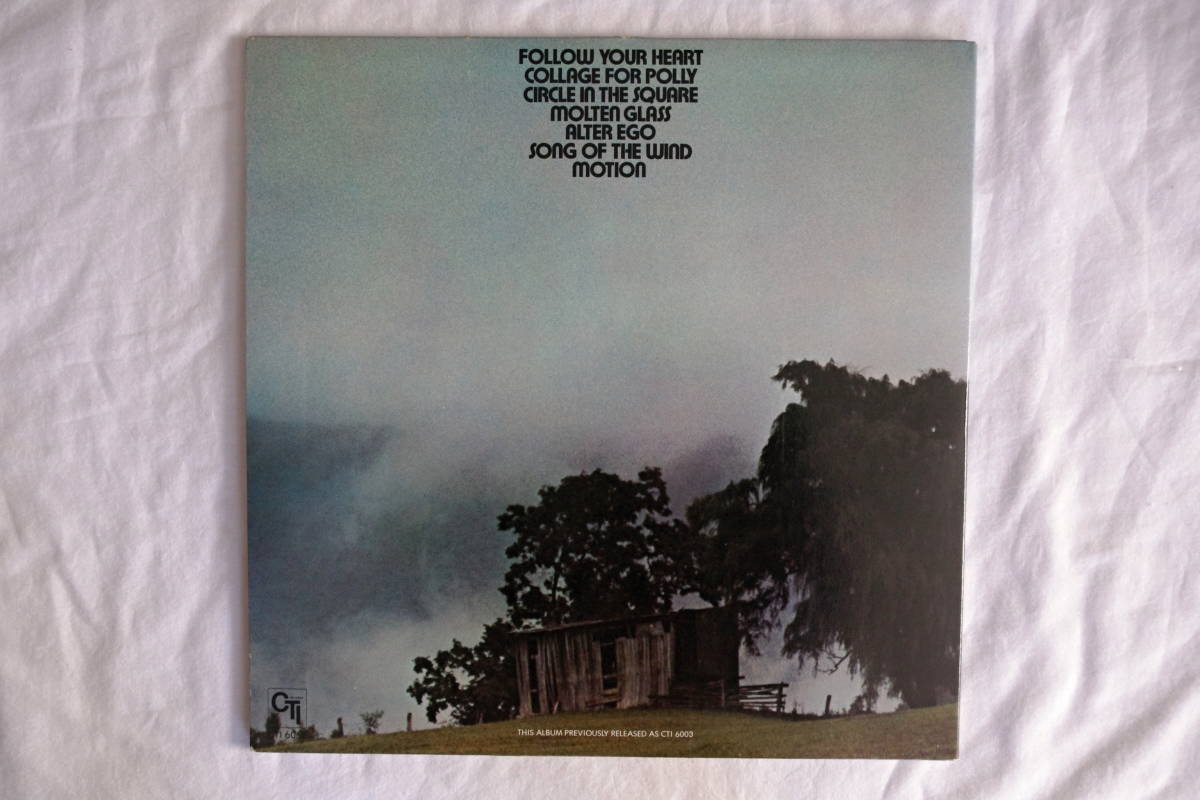 FOLLOW YOUR HEART
COLLAGE FOR POLLY
CIRCLE IN THE SQUARE
MOLTEN GLASS
ALTER EGO
SONG OF THE WIND
MOTION
CTI
THIS ALBUM PREVIOUSLY RELEASED AS CTI 6003